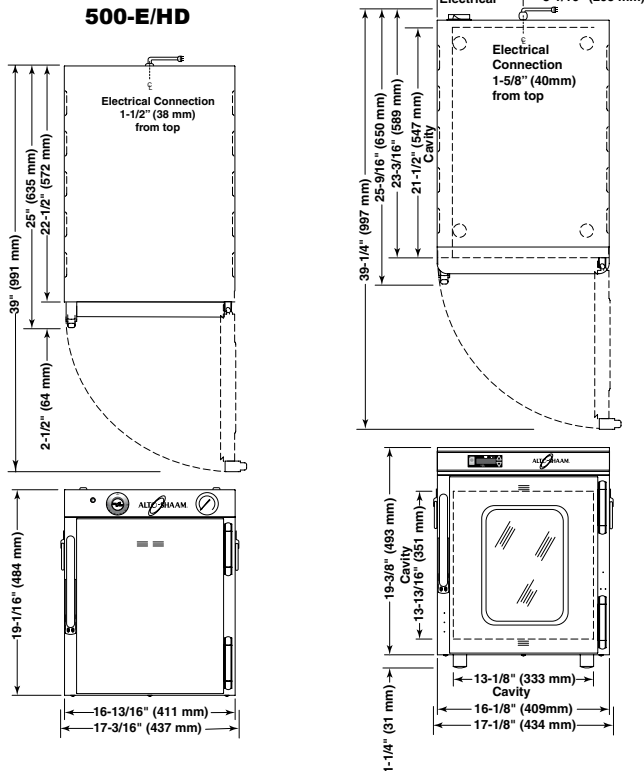 500-E/HD
Electrical Connection
1-1/2" (38 mm)
from top
39" (991 mm)
25" (635 mm)
22-1/2" (572 mm)
2-1/2" (64 mm)
ALTO-SHAAM
19-1/16" (484 mm)
16-13/16" (411 mm)
17-3/16" (437 mm)
Electrical
Electrical
Connection
1-5/8" (40mm)
from top
39-1/4" (997 mm)
25-9/16" (650 mm)
23-3/16" (589 mm)
21-1/2" (547 mm)
Cavity
ALTO-SHAAM.
19-3/8" (493 mm)
Cavity
13-13/16" (351 mm)
1-1/4" (31 mm)
13-1/8" (333 mm)
Cavity
16-1/8" (409mm)
17-1/8" (434 mm)